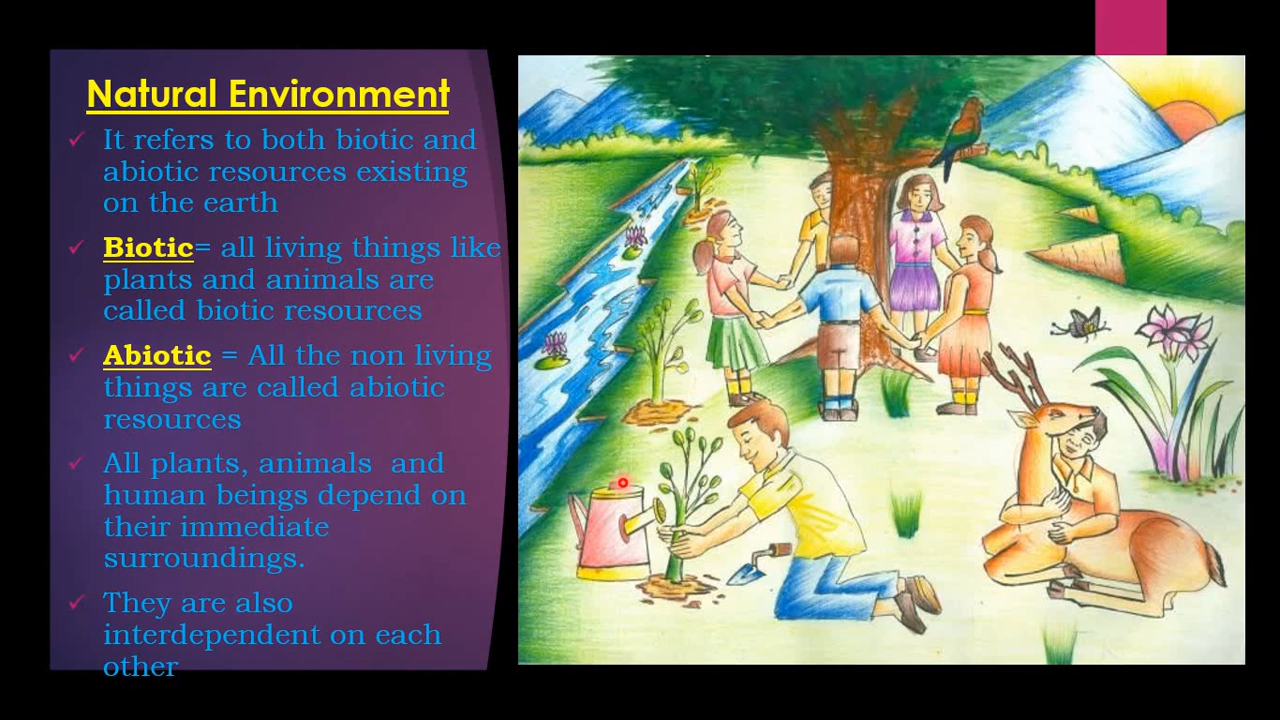 Natural Environment
✓ It refers to both biotic and
abiotic resources existing
on the earth
✓ Biotic= all living things like
plants and animals are
called biotic resources
✓ Abiotic = All the non living
things are called abiotic
resources
✓ All plants, animals  and
human beings depend on
their immediate
surroundings.
✓ They are also
interdependent on each
other